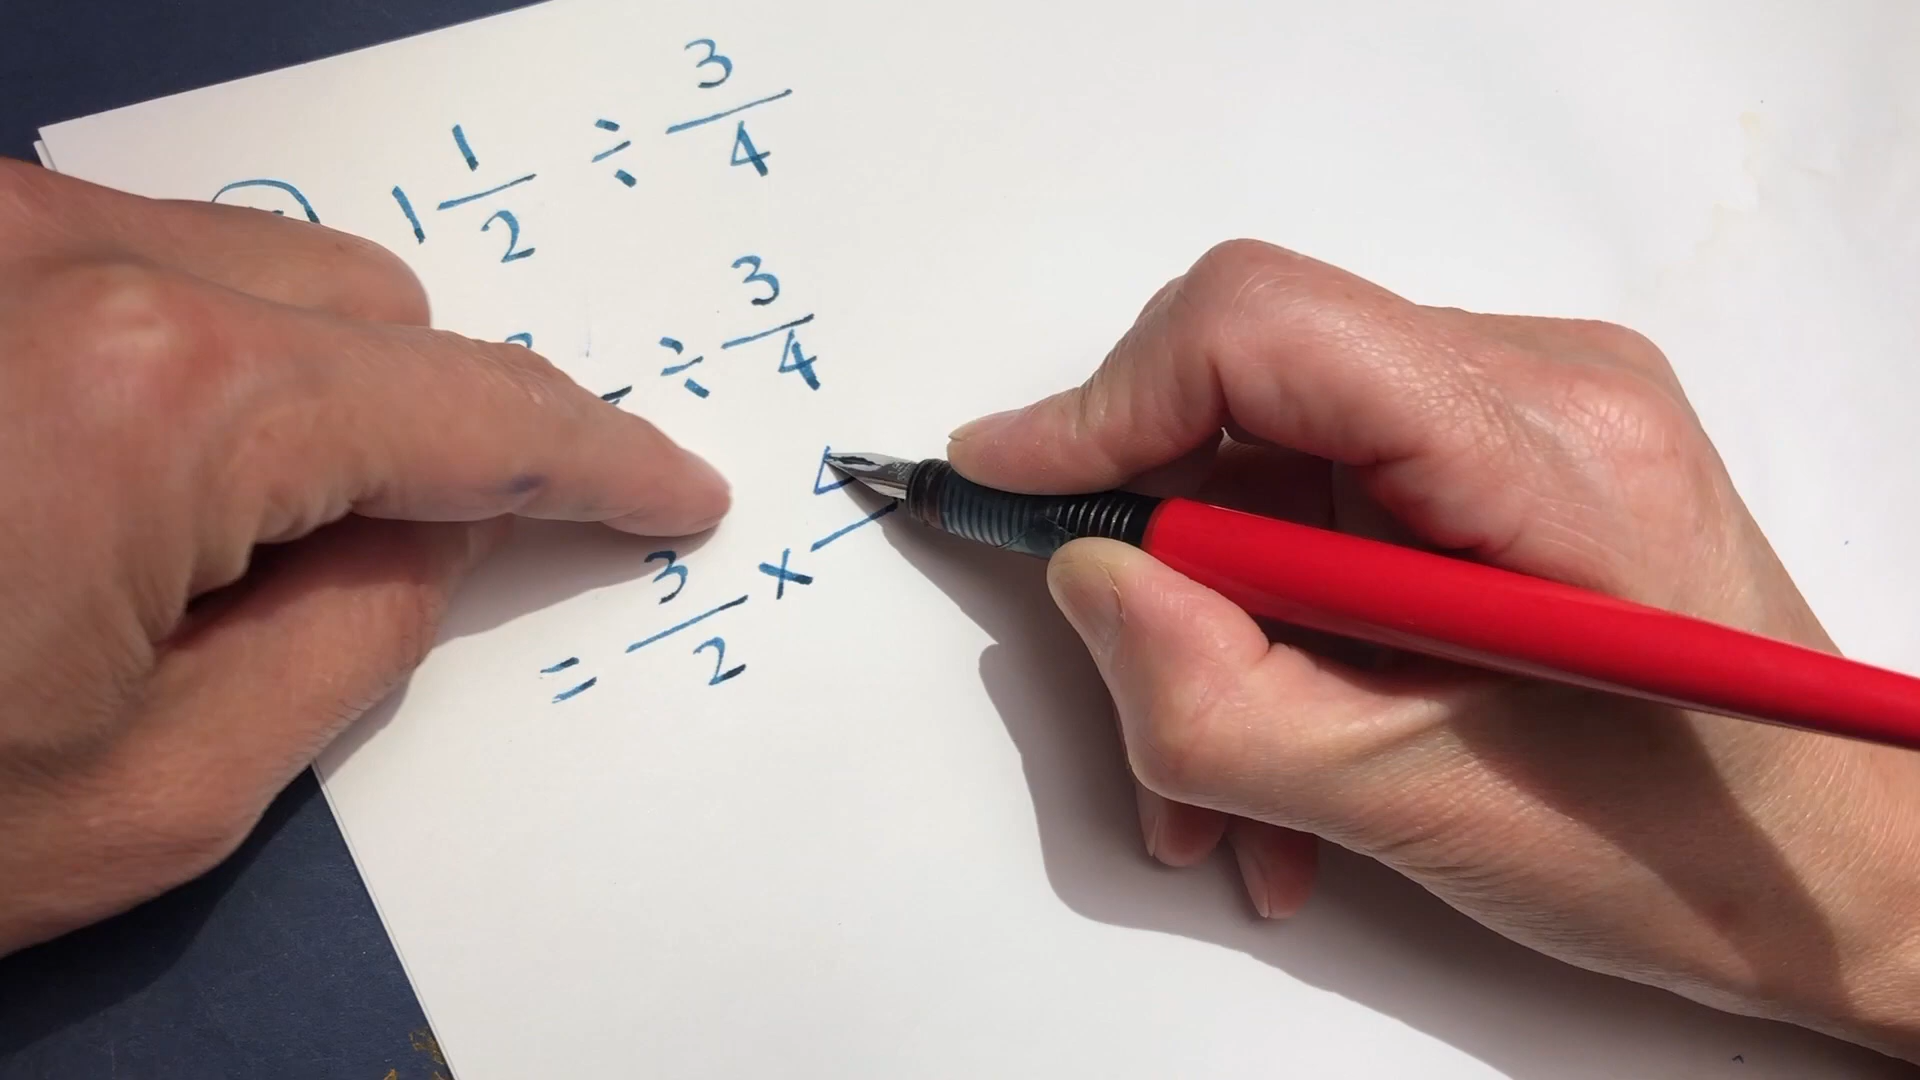 1 1/2 ÷ 3/4
÷ 3/4
= 3/2 × 4/